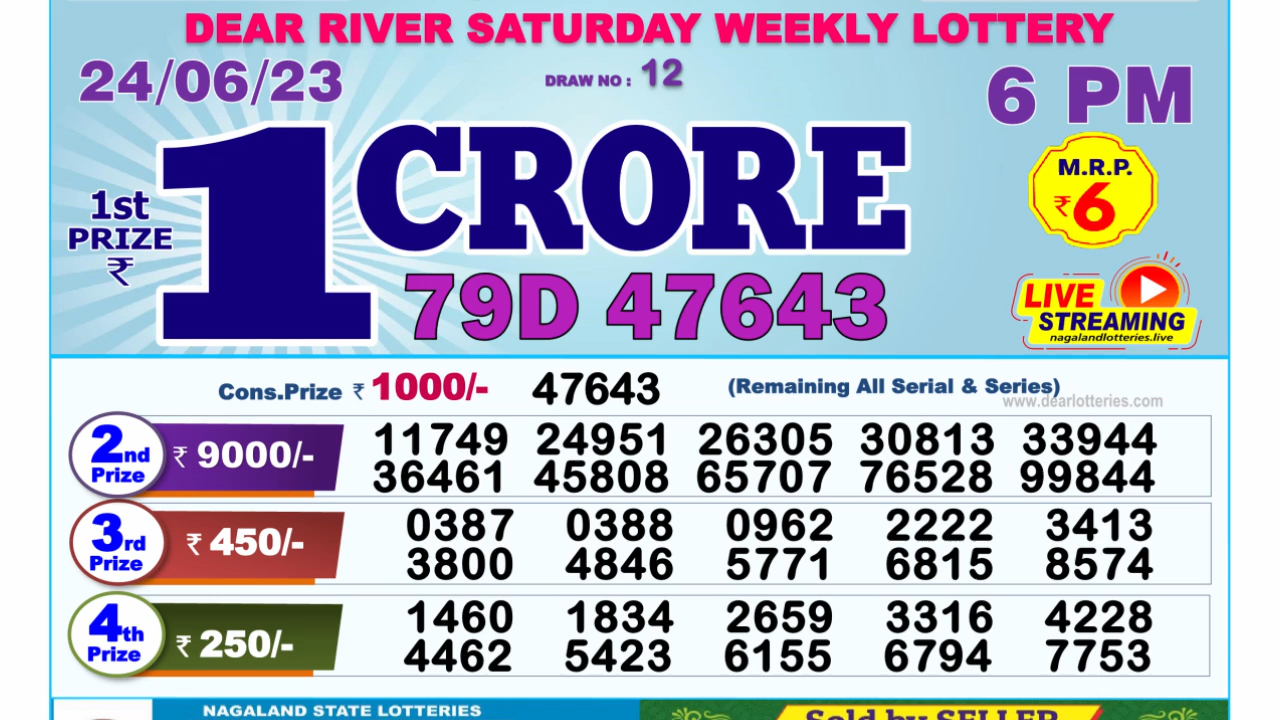 DEAR RIVER SATURDAY WEEKLY LOTTERY
24/06/23
DRAW NO : 12
6 PM
1st
PRIZE
₹
1 CRORE
79D 47643
M.R.P.
₹6
LIVE
STREAMING
nagalandlotteries.live
Cons.Prize ₹ 1000/- 47643 (Remaining All Serial & Series)
www.dearlotteries.com
2nd
Prize
₹ 9000/-
11749 24951 26305 30813 33944
36461 45808 65707 76528 99844
3rd
Prize
₹ 450/-
0387 0388 0962 2222 3413
3800 4846 5771 6815 8574
4th
Prize
₹ 250/-
1460 1834 2659 3316 4228
4462 5423 6155 6794 7753
NAGALAND STATE LOTTERIES
Sold by SELLER